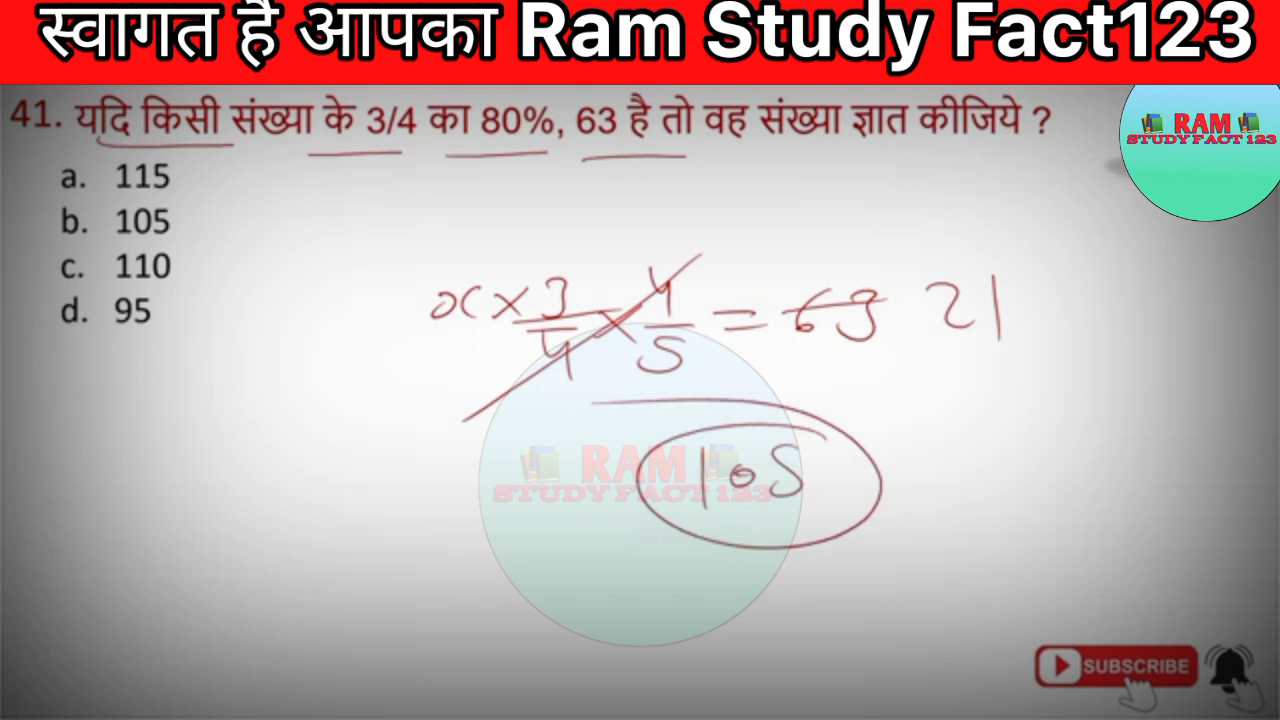 स्वागत है आपका Ram Study Fact123
41. यदि किसी संख्या के 3/4 का 80%, 63 है तो वह संख्या ज्ञात कीजिये ?
RAM
STUDY FACT 123
a. 115
b. 105
c. 110
d. 95
x × 3/4 × 4/5 = 63 21
105
RAM
STUDY FACT 123
SUBSCRIBE